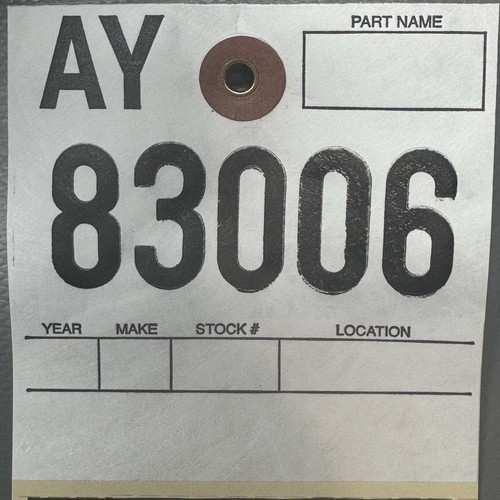 AY
PART NAME
83006
YEAR MAKE STOCK # LOCATION